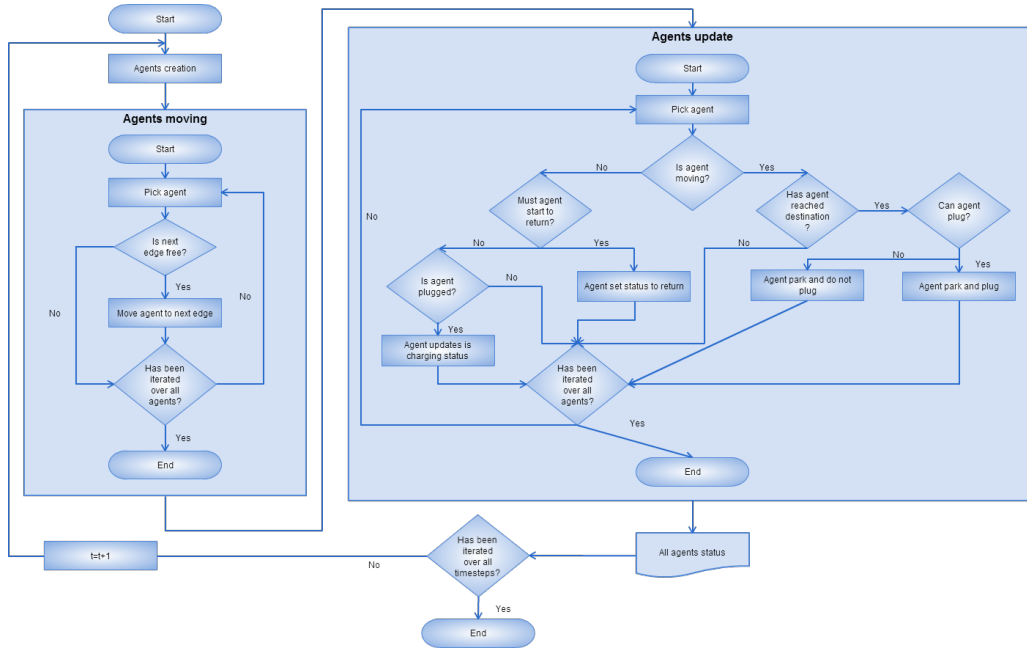 Start
Agents creation
Agents moving
Start
Pick agent
Is next
edge free?
Yes
No
No
Move agent to next edge
Has been
iterated
over all
agents?
Yes
End
Agents update
Start
Pick agent
Is agent
moving?
No
Yes
Must agent
start to
return?
Has agent
reached
destination
?
Yes
Can agent
plug?
No
No
Yes
No
No
Yes
Is agent
plugged?
No
Agent set status to return
Agent park and do not
plug
Agent park and plug
Yes
Agent updates is
charging status
Has been
iterated
over all
agents?
Yes
End
All agents status
Has been
iterated
over all
timesteps?
No
t=t+1
Yes
End